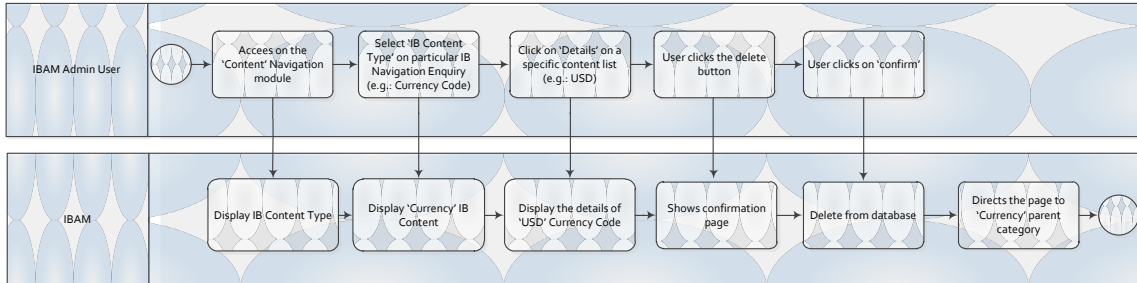 IBAM Admin User
Accees on the
'Content' Navigation
module
Select 'IB Content
Type' on particular IB
Navigation Enquiry
(e.g.: Currency Code)
Click on 'Details' on a
specific content list
(e.g.: USD)
User clicks the delete
button
User clicks on 'confirm'
IBAM
Display IB Content Type
Display 'Currency' IB
Content
Display the details of
'USD' Currency Code
Shows confirmation
page
Delete from database
Directs the page to
'Currency' parent
category